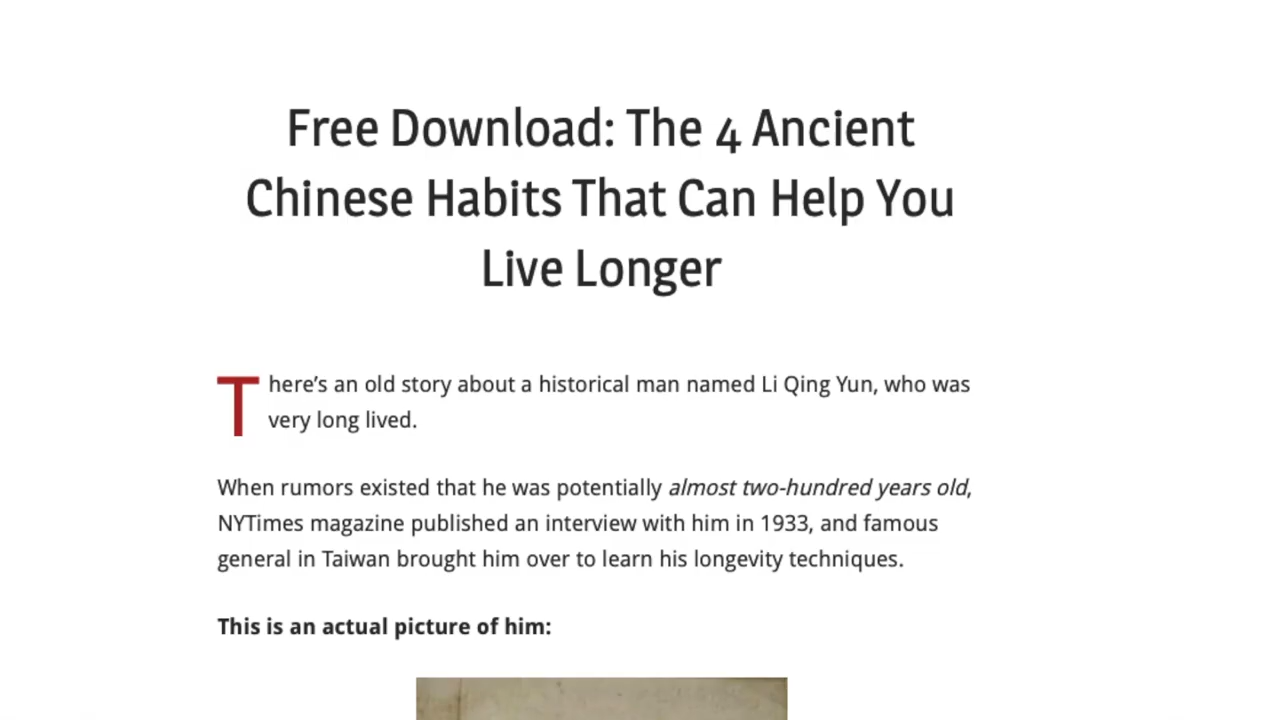 Free Download: The 4 Ancient
Chinese Habits That Can Help You
Live Longer
There’s an old story about a historical man named Li Qing Yun, who was
very long lived.
When rumors existed that he was potentially almost two-hundred years old,
NYTimes magazine published an interview with him in 1933, and famous
general in Taiwan brought him over to learn his longevity techniques.
This is an actual picture of him: